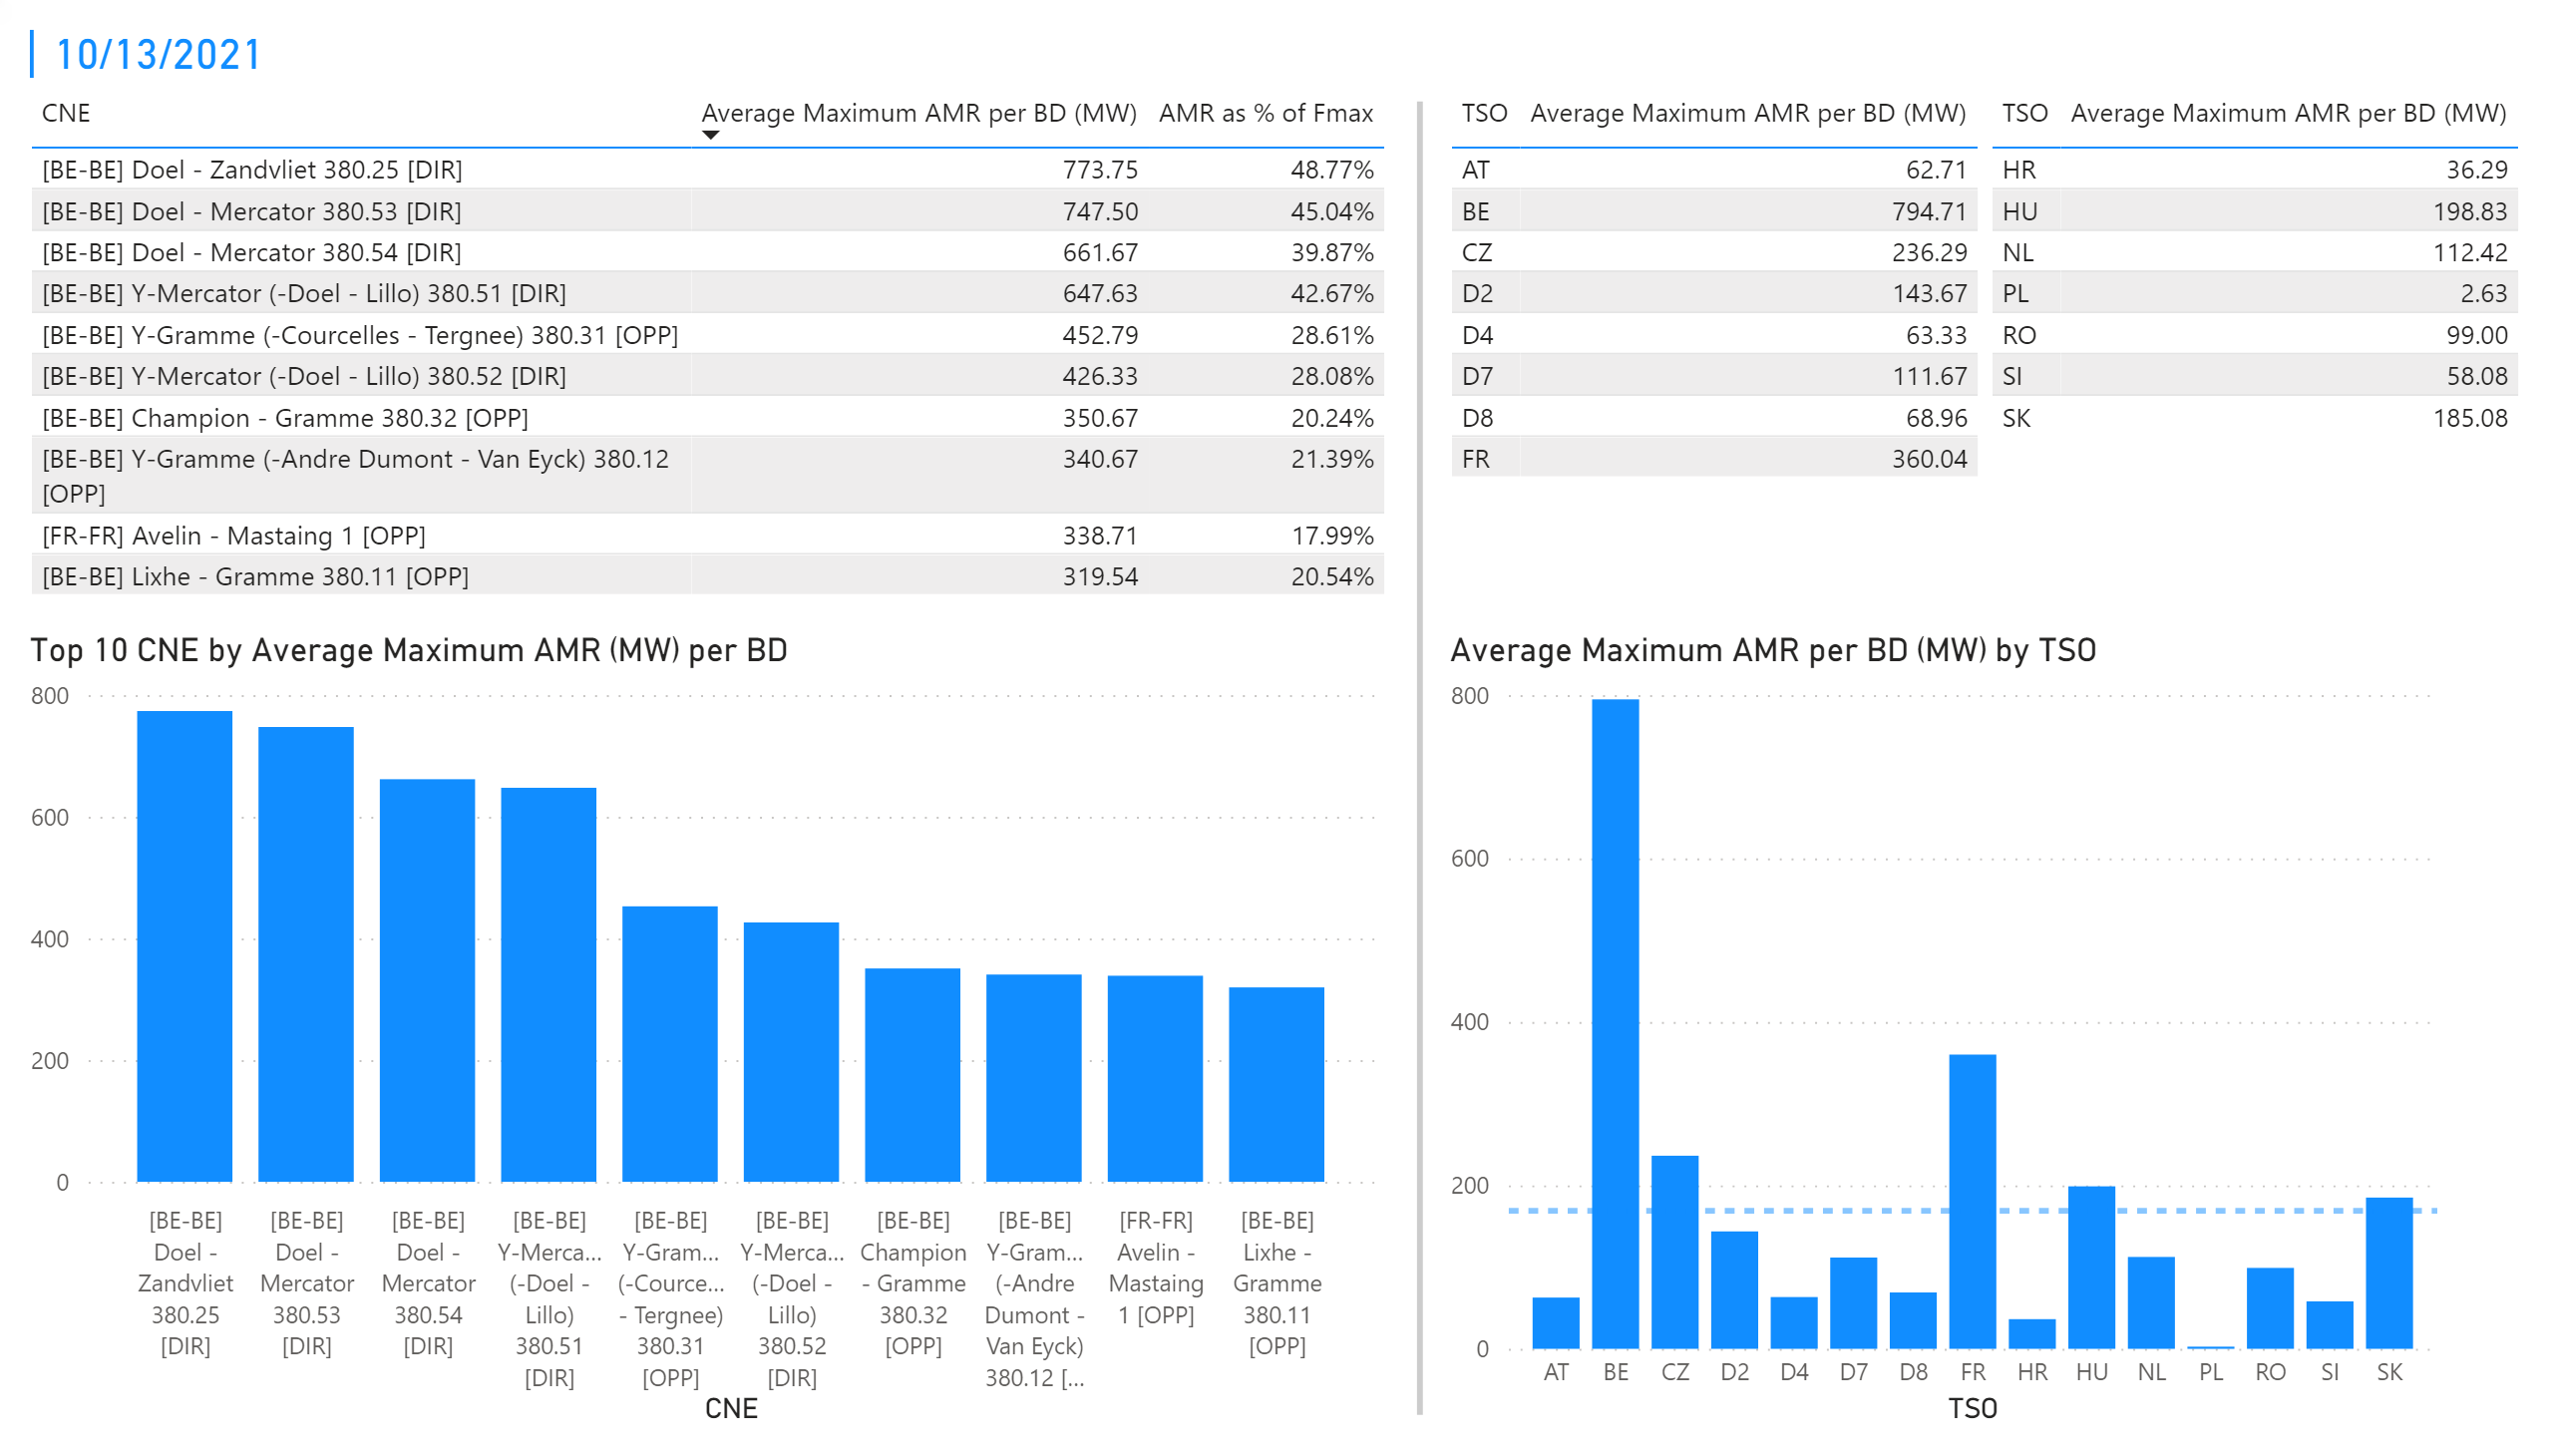 10/13/2021
CNE Average Maximum AMR per BD (MW) AMR as % of Fmax
[BE-BE] Doel - Zandvliet 380.25 [DIR] 773.75 48.77%
[BE-BE] Doel - Mercator 380.53 [DIR] 747.50 45.04%
[BE-BE] Doel - Mercator 380.54 [DIR] 661.67 39.87%
[BE-BE] Y-Mercator (-Doel - Lillo) 380.51 [DIR] 647.63 42.67%
[BE-BE] Y-Gramme (-Courcelles - Tergnee) 380.31 [OPP] 452.79 28.61%
[BE-BE] Y-Mercator (-Doel - Lillo) 380.52 [DIR] 426.33 28.08%
[BE-BE] Champion - Gramme 380.32 [OPP] 350.67 20.24%
[BE-BE] Y-Gramme (-Andre Dumont - Van Eyck) 380.12 340.67 21.39%
[OPP]
[FR-FR] Avelin - Mastaing 1 [OPP] 338.71 17.99%
[BE-BE] Lixhe - Gramme 380.11 [OPP] 319.54 20.54%
TSO Average Maximum AMR per BD (MW)
AT 62.71
BE 794.71
CZ 236.29
D2 143.67
D4 63.33
D7 111.67
D8 68.96
FR 360.04
TSO Average Maximum AMR per BD (MW)
HR 36.29
HU 198.83
NL 112.42
PL 2.63
RO 99.00
SI 58.08
SK 185.08
Top 10 CNE by Average Maximum AMR (MW) per BD
800
600
400
200
0
[BE-BE]
Doel -
Zandvliet
380.25
[DIR]
[BE-BE]
Doel -
Mercator
380.53
[DIR]
[BE-BE]
Doel -
Mercator
380.54
[DIR]
[BE-BE]
Y-Merca...
(-Doel -
Lillo)
380.51
[DIR]
[BE-BE]
Y-Gram...
(-Cource...
- Tergnee)
380.31
[OPP]
[BE-BE]
Y-Merca...
(-Doel -
Lillo)
380.52
[DIR]
[BE-BE]
Champion
- Gramme
380.32
[OPP]
[BE-BE]
Y-Gram...
(-Andre
Dumont -
Van Eyck)
380.12 [...
[FR-FR]
Avelin -
Mastaing
1 [OPP]
[BE-BE]
Lixhe -
Gramme
380.11
[OPP]
CNE
Average Maximum AMR per BD (MW) by TSO
800
600
400
200
0
AT BE CZ D2 D4 D7 D8 FR HR HU NL PL RO SI SK
TSO